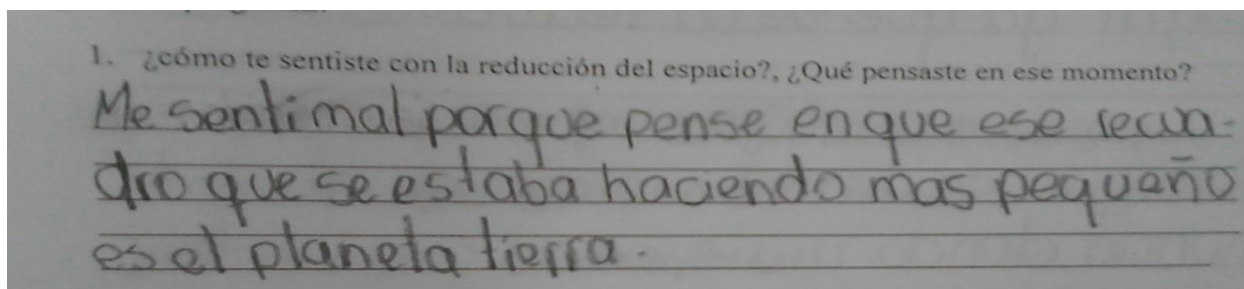 1. ¿cómo te sentiste con la reducción del espacio?, ¿Qué pensaste en ese momento?
Me senti mal porque pense en que ese recua-
dro que se estaba haciendo mas pequeño
es el planeta tierra.